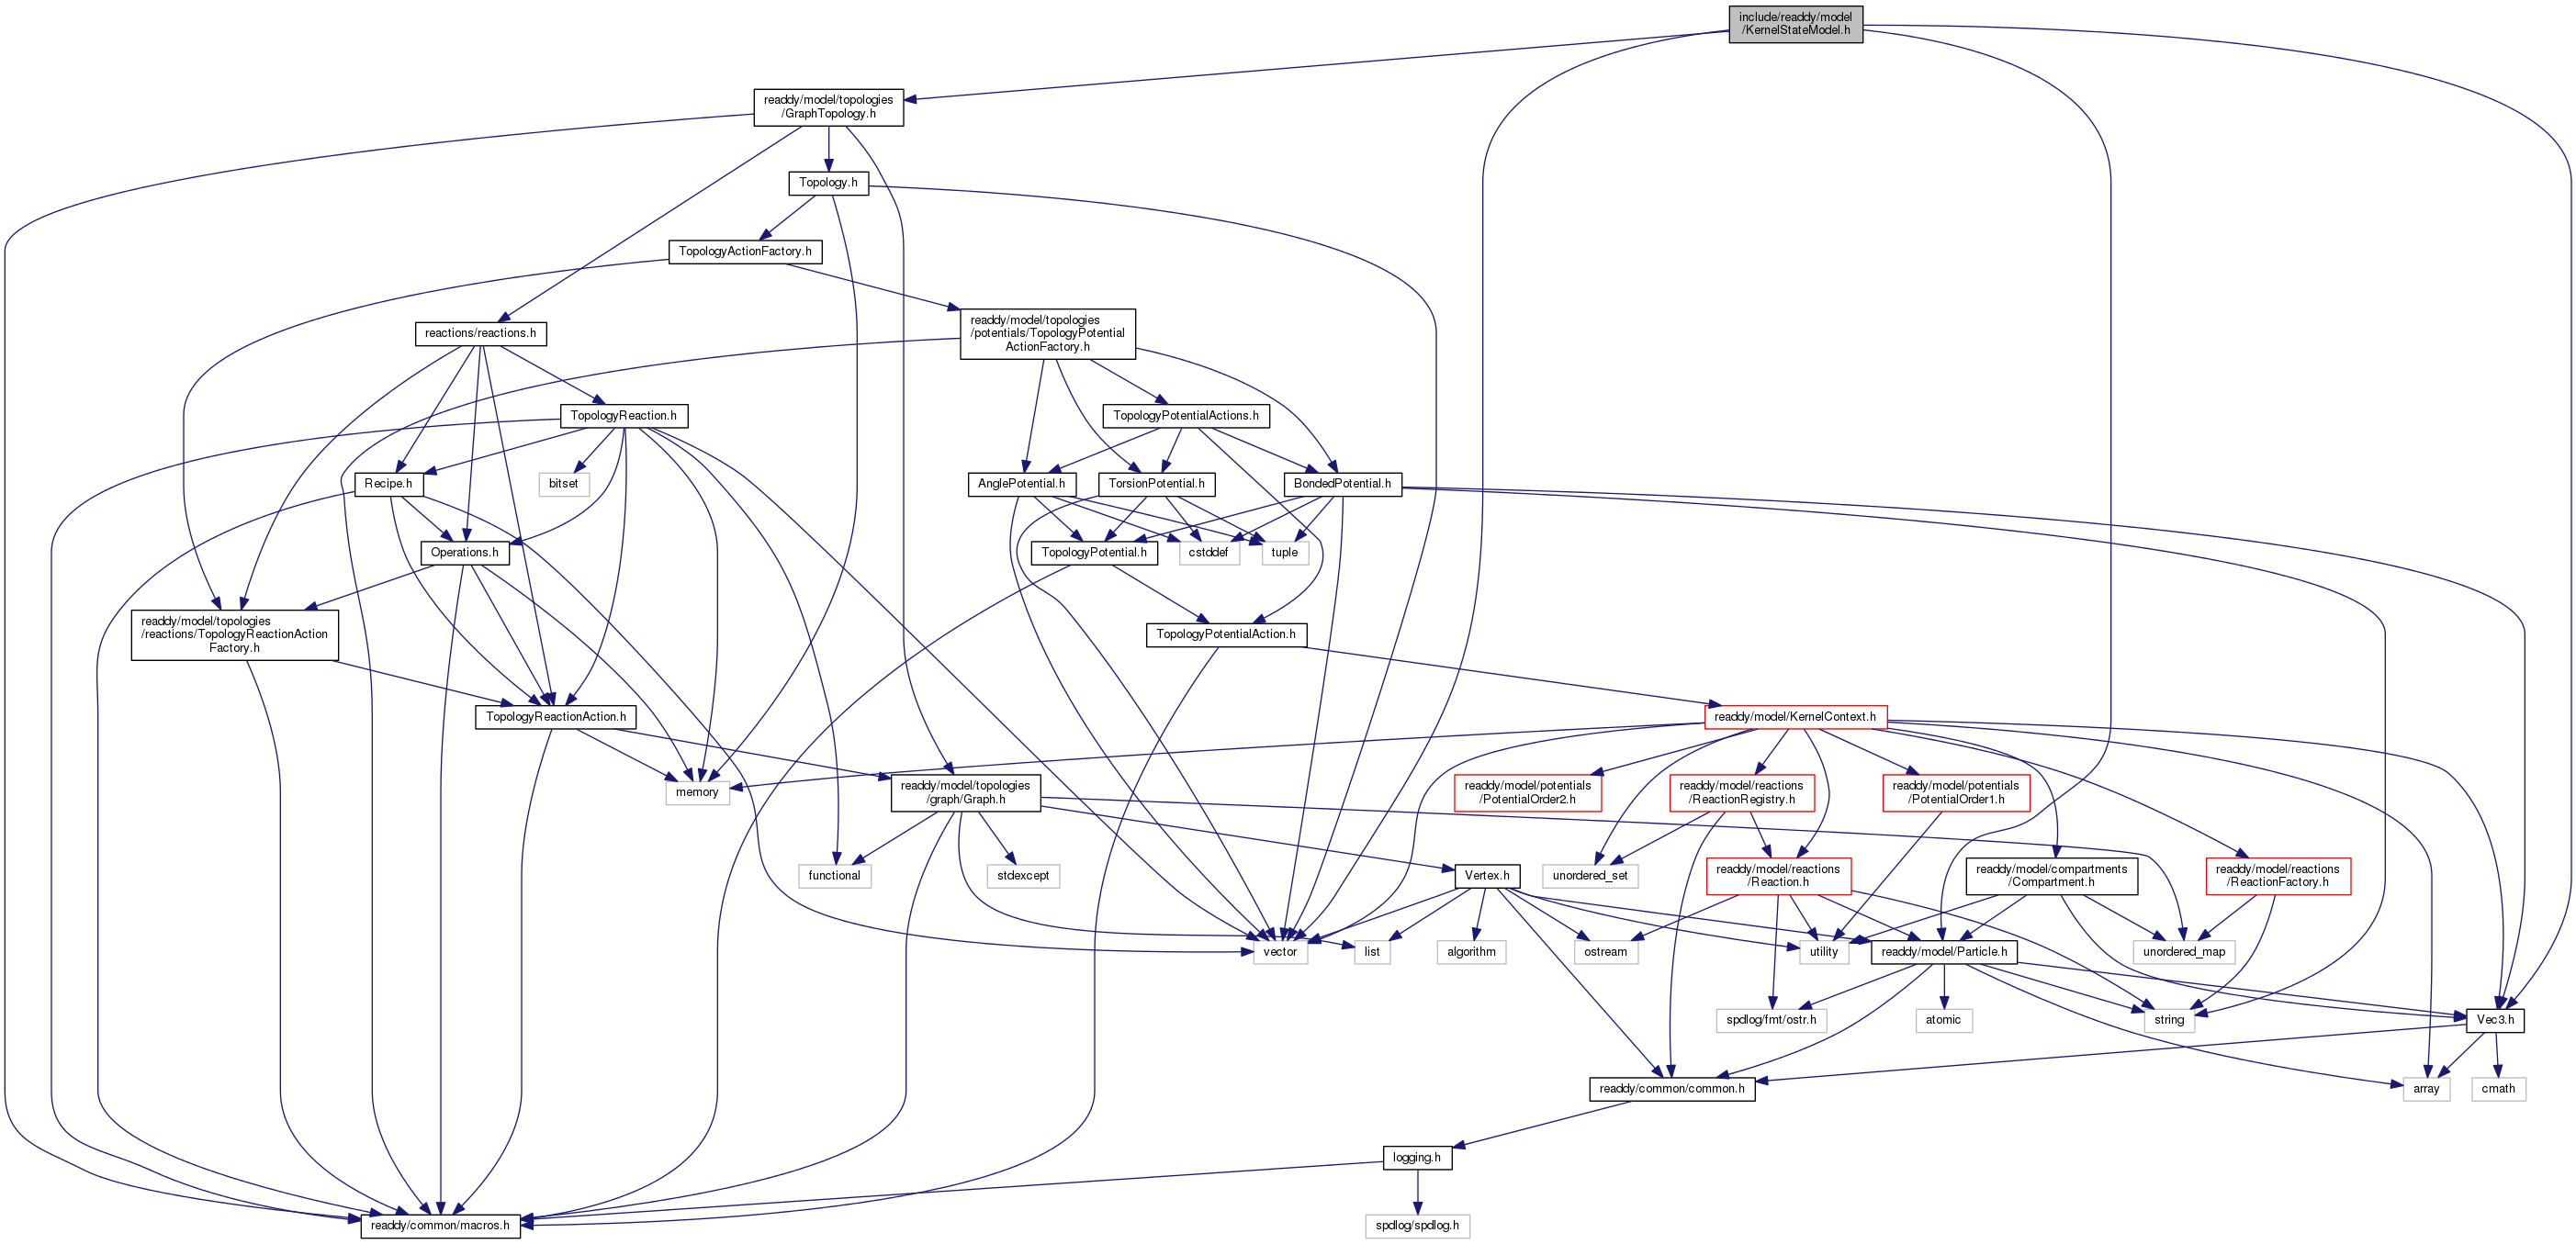 include/readdy/model
/KernelStateModel.h
readdy/model/topologies
/GraphTopology.h
Topology.h
TopologyActionFactory.h
reactions/reactions.h
readdy/model/topologies
/potentials/TopologyPotential
ActionFactory.h
TopologyReaction.h
TopologyPotentialActions.h
Recipe.h
bitset
AnglePotential.h
TorsionPotential.h
BondedPotential.h
Operations.h
TopologyPotential.h
cstddef
tuple
readdy/model/topologies
/reactions/TopologyReactionAction
Factory.h
TopologyPotentialAction.h
TopologyReactionAction.h
readdy/model/KernelContext.h
memory
readdy/model/topologies
/graph/Graph.h
readdy/model/potentials
/PotentialOrder2.h
readdy/model/reactions
/ReactionRegistry.h
readdy/model/potentials
/PotentialOrder1.h
functional
stdexcept
Vertex.h
unordered_set
readdy/model/reactions
/Reaction.h
readdy/model/compartments
/Compartment.h
readdy/model/reactions
/ReactionFactory.h
vector
list
algorithm
ostream
utility
readdy/model/Particle.h
unordered_map
spdlog/fmt/ostr.h
atomic
string
Vec3.h
readdy/common/common.h
array
cmath
logging.h
readdy/common/macros.h
spdlog/spdlog.h